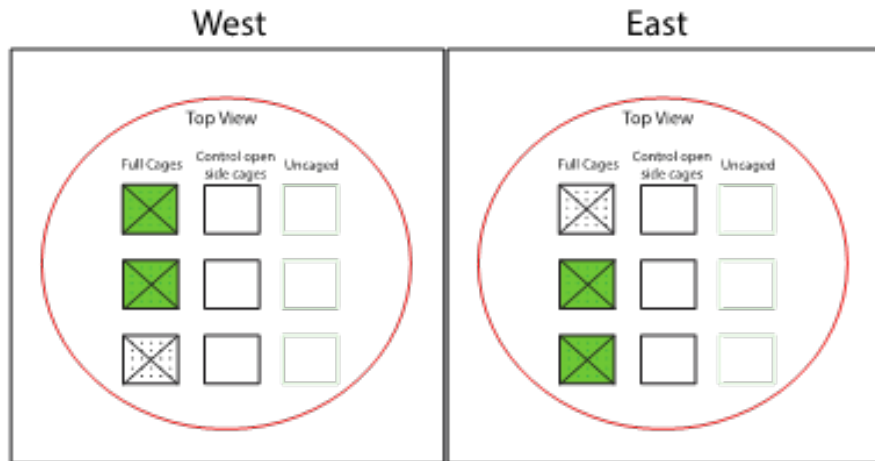 West
East
Top View
Full Cages
Control open
side cages
Uncaged
Top View
Full Cages
Control open
side cages
Uncaged